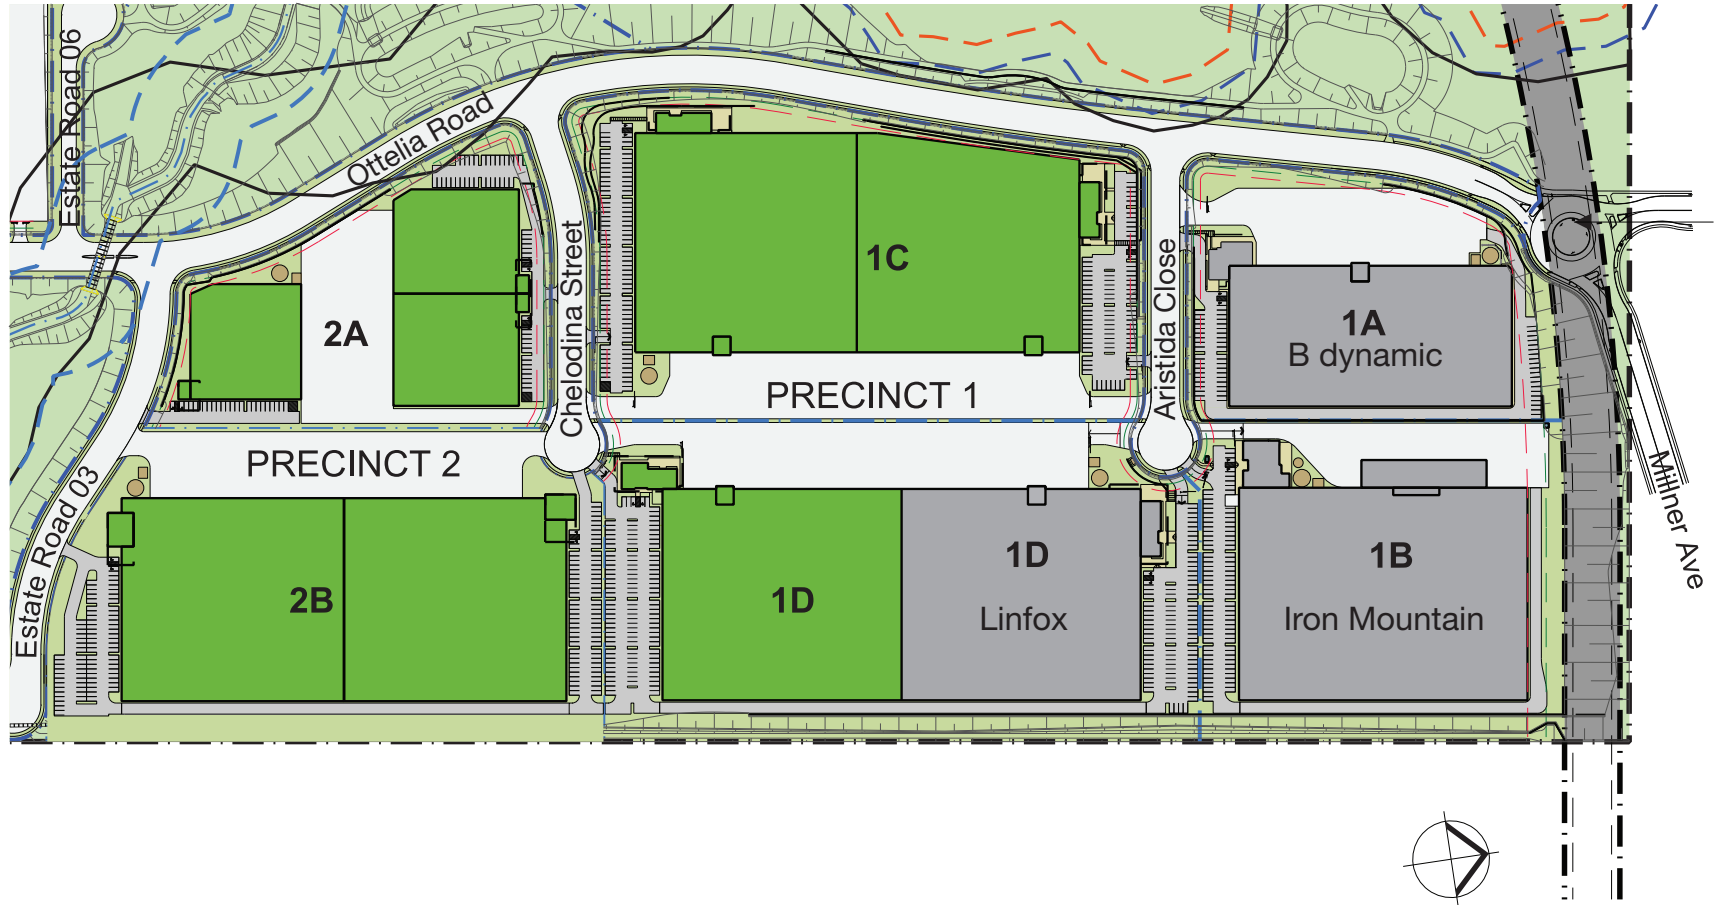 Estate Road 06
Ottelia Road
Chelodina Street
Aristida Close
1C
2A
1A
B dynamic
PRECINCT 1
PRECINCT 2
Estate Road 03
Millner Ave
2B
1D
1D
Linfox
1B
Iron Mountain